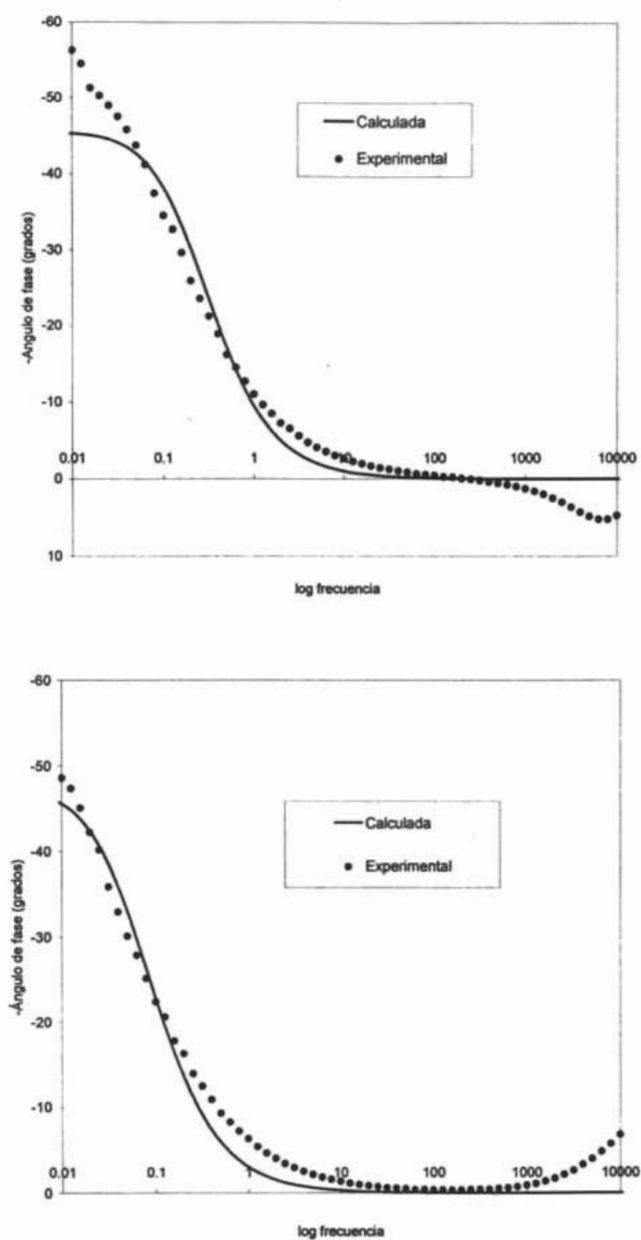 -60
-50
-40
-30
-20
-10
0
10
-Angulo de fase (grados)
Calculada
Experimental
0.01 0.1 1 10 100 1000 10000
log frecuencia
-60
-50
-40
-30
-20
-10
0
-Ángulo de fase (grados)
Calculada
Experimental
0.01 0.1 1 10 100 1000 10000
log frecuencia